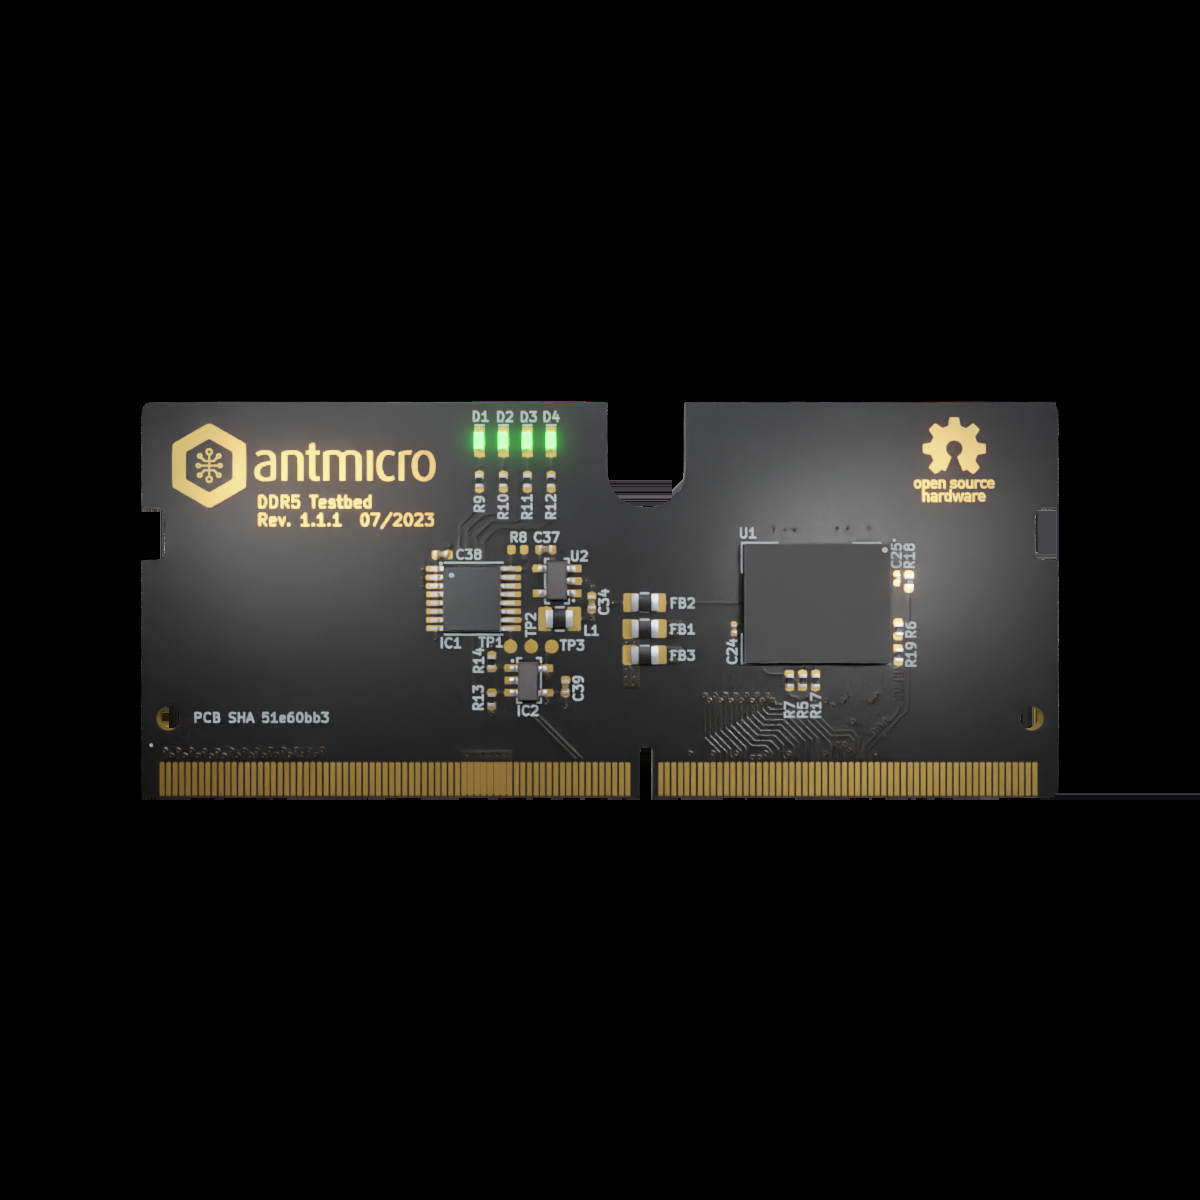 D1 D2 D3 D4
antmicro
DDR5 Testbed
Rev. 1.1.1 07/2023
open source
hardware
R9 R10 R11 R12
R8 C37
C38
U2
U1
C25 R18
C34
FB2
FB1
FB3
TP2
L1
IC1 TP1
TP3
C24
R6
R19
R14
R13
C39
IC2
R7 R5 R17
PCB SHA 51e60bb3